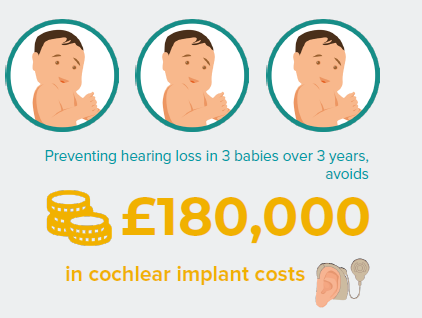 Preventing hearing loss in 3 babies over 3 years,
avoids
£180,000
in cochlear implant costs